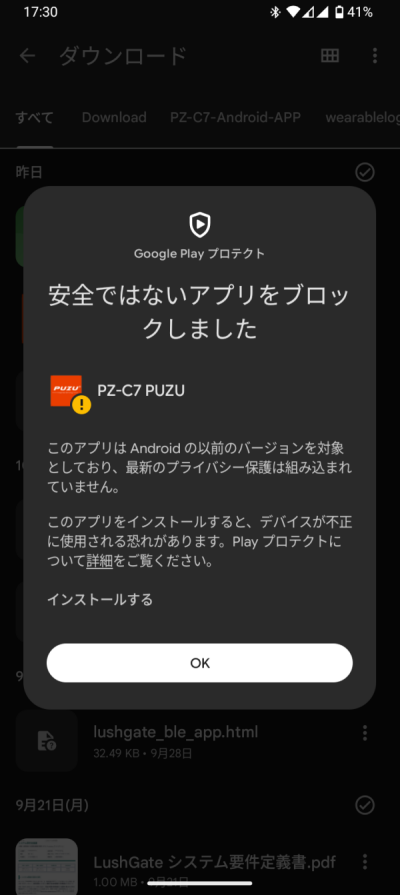 17:30
41%
ダウンロード
すべて
Download
PZ-C7-Android-APP
wearablelog
昨日
Google Play プロテクト
安全ではないアプリをブロッ
クしました
PUZU
PZ-C7 PUZU
このアプリは Android の以前のバージョンを対象
としており、最新のプライバシー保護は組み込まれ
ていません。
このアプリをインストールすると、デバイスが不正
に使用される恐れがあります。Play プロテクトに
ついて詳細をご覧ください。
インストールする
OK
lushgate_ble_app.html
32.49 KB • 9月28日
9月21日(月)
LushGate システム要件定義書.pdf
1.00 MB • 8月31日